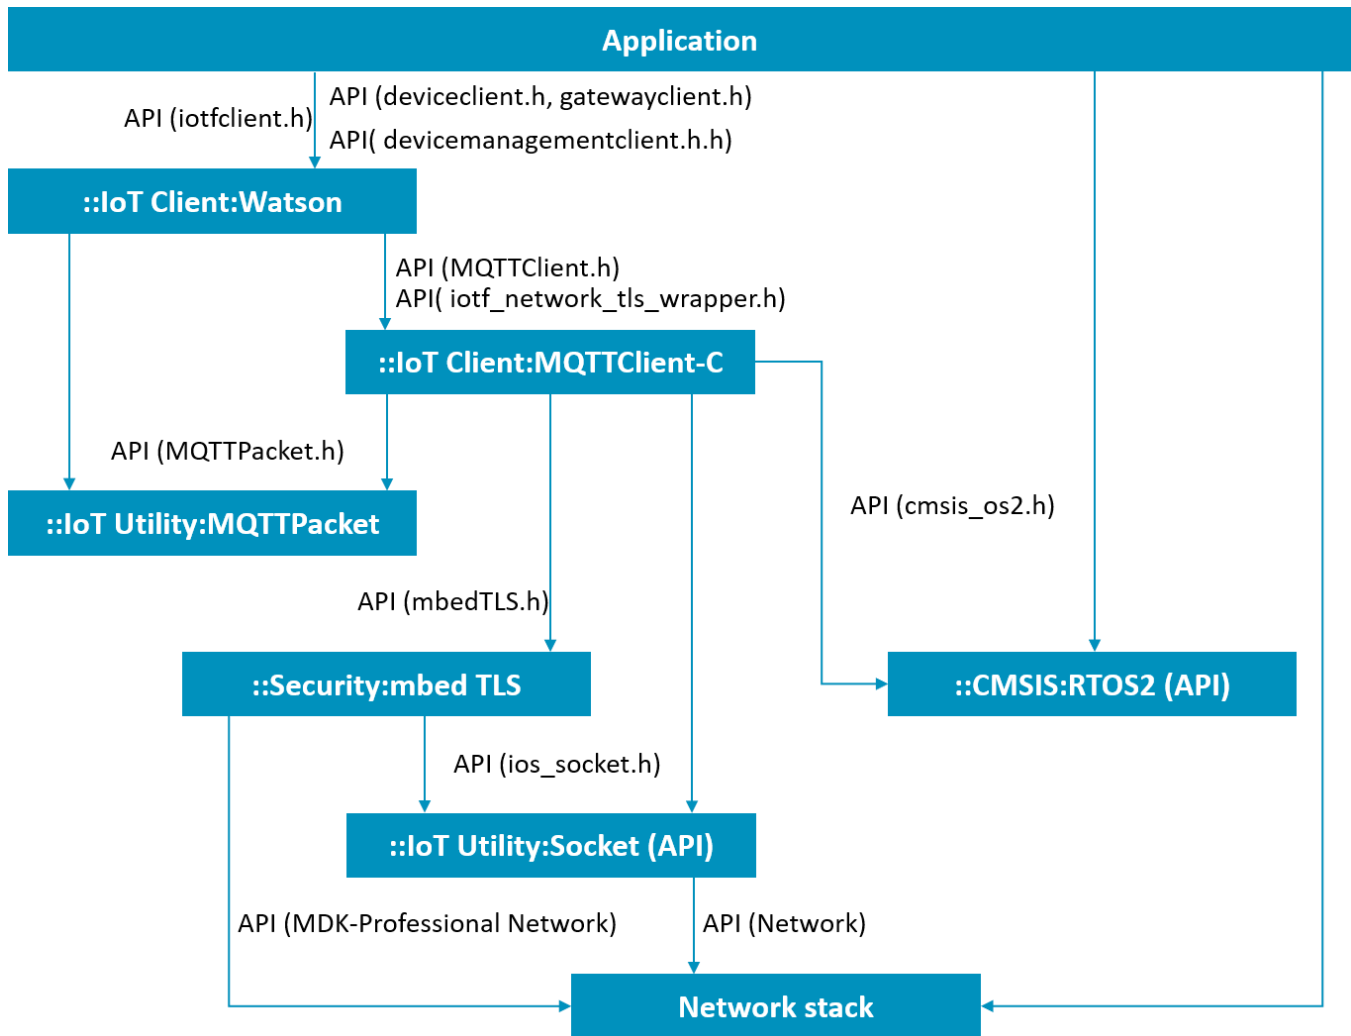 Application
API (iotfclient.h)
API (deviceclient.h, gatewayclient.h)
API( devicemanagementclient.h.h)
::IoT Client:Watson
API (MQTTClient.h)
API( iotf_network_tls_wrapper.h)
::IoT Client:MQTTClient-C
API (MQTTPacket.h)
::IoT Utility:MQTTPacket
API (cmsis_os2.h)
API (mbedTLS.h)
::Security:mbed TLS
::CMSIS:RTOS2 (API)
API (ios_socket.h)
::IoT Utility:Socket (API)
API (MDK-Professional Network)
API (Network)
Network stack